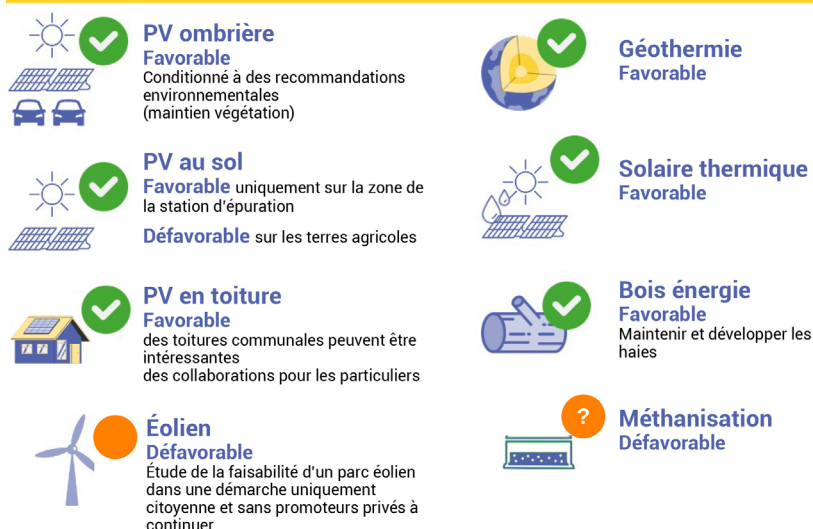 PV ombrière
Favorable
Conditionné à des recommandations
environnementales
(maintien végétation)
PV au sol
Favorable uniquement sur la zone de
la station d'épuration
Défavorable sur les terres agricoles
PV en toiture
Favorable
des toitures communales peuvent être
intéressantes
des collaborations pour les particuliers
Éolien
Défavorable
Étude de la faisabilité d'un parc éolien
dans une démarche uniquement
citoyenne et sans promoteurs privés à
continuer
Géothermie
Favorable
Solaire thermique
Favorable
Bois énergie
Favorable
Maintenir et développer les
haies
?
Méthanisation
Défavorable